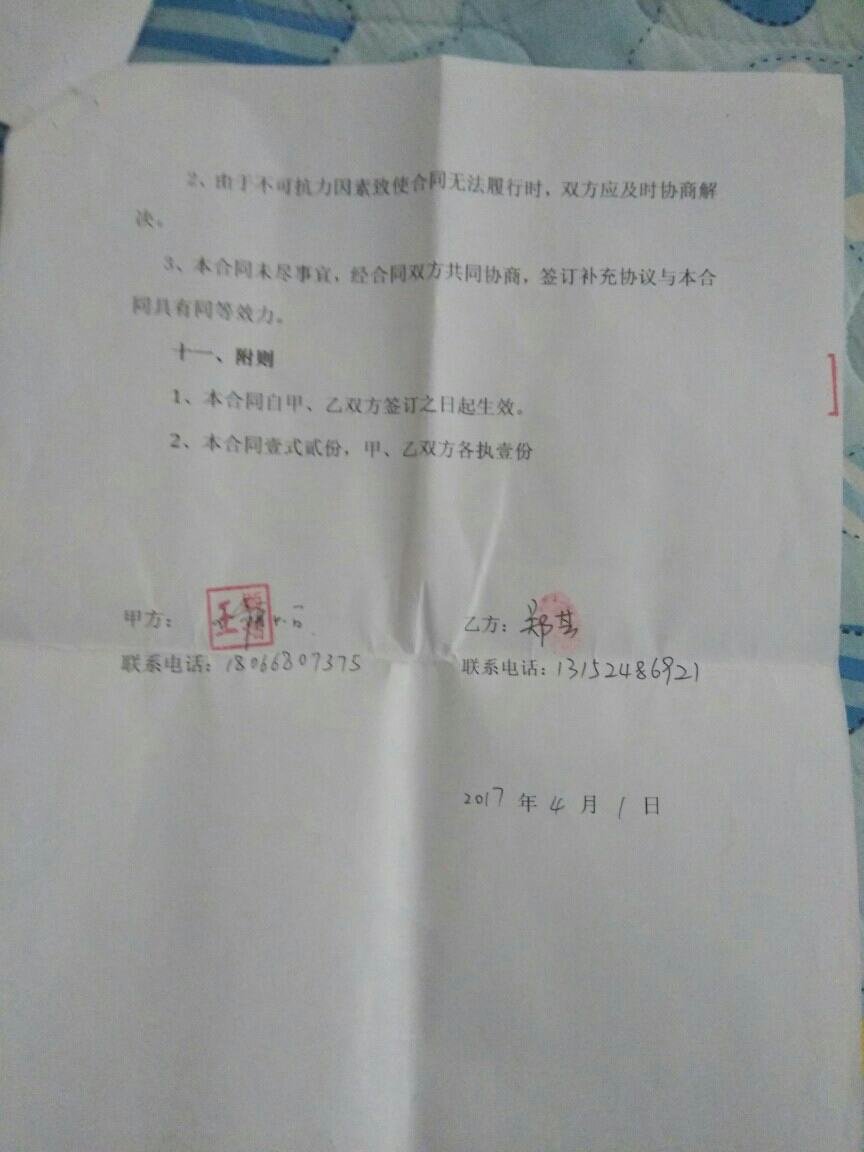 2、由于不可抗力因素致使合同无法履行时，双方应及时协商解
决。
3、本合同未尽事宜，经合同双方共同协商，签订补充协议与本合
同具有同等效力。
十一、附则
1、本合同自甲、乙双方签订之日起生效。
2、本合同壹式贰份，甲、乙双方各执壹份
甲方： 王
乙方：郑其
联系电话：18066807375
联系电话：13152486921
2017 年 4 月 1 日